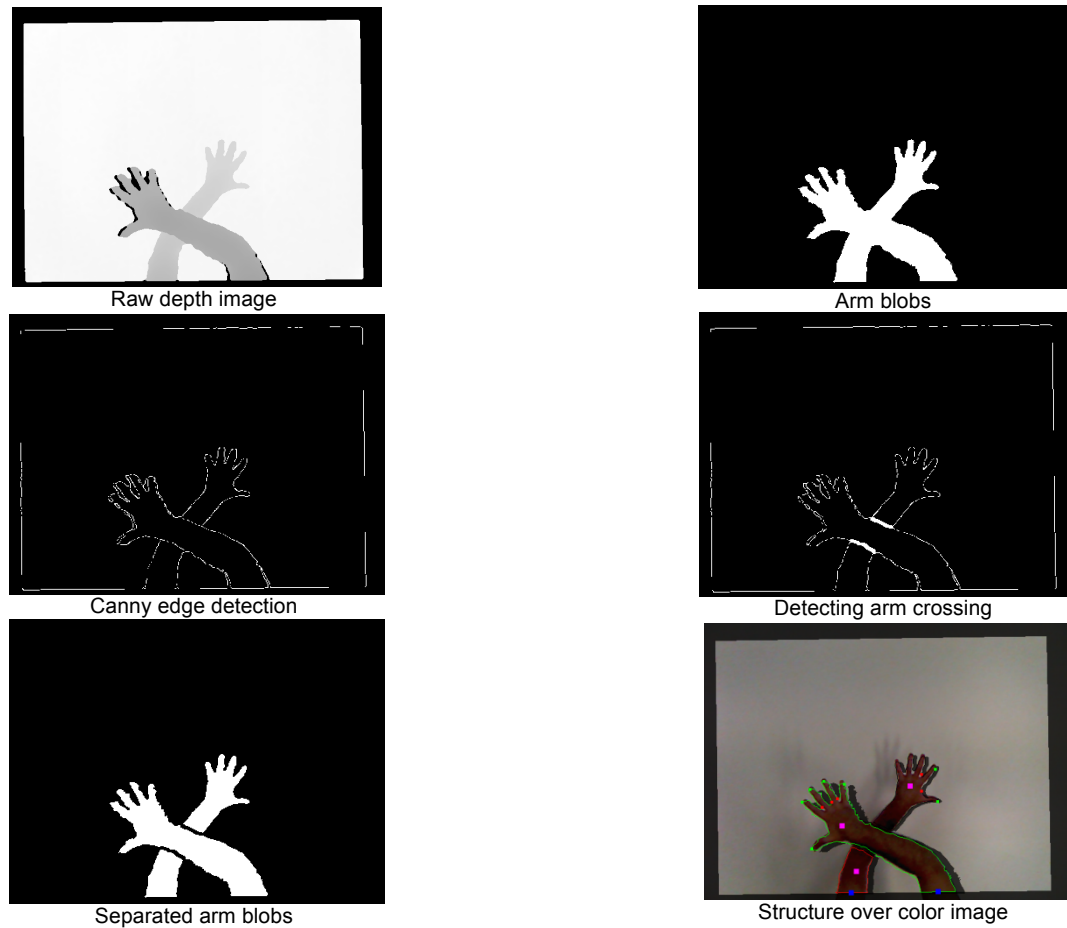 Raw depth image
Arm blobs
Canny edge detection
Detecting arm crossing
Separated arm blobs
Structure over color image